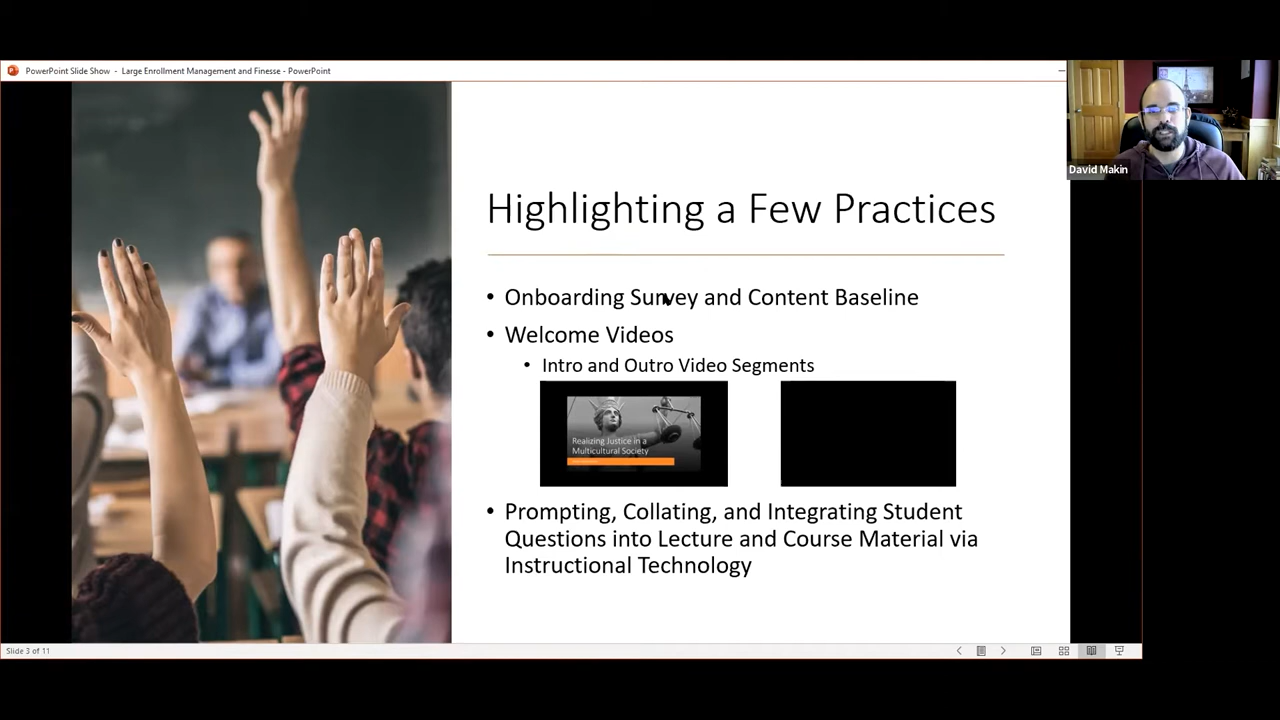 PowerPoint Slide Show - Large Enrollment Management and Finesse - PowerPoint
David Makin
Highlighting a Few Practices
• Onboarding Survey and Content Baseline
• Welcome Videos
• Intro and Outro Video Segments
Realizing Justice in a
Multicultural Society
• Prompting, Collating, and Integrating Student
Questions into Lecture and Course Material via
Instructional Technology
Slide 3 of 11